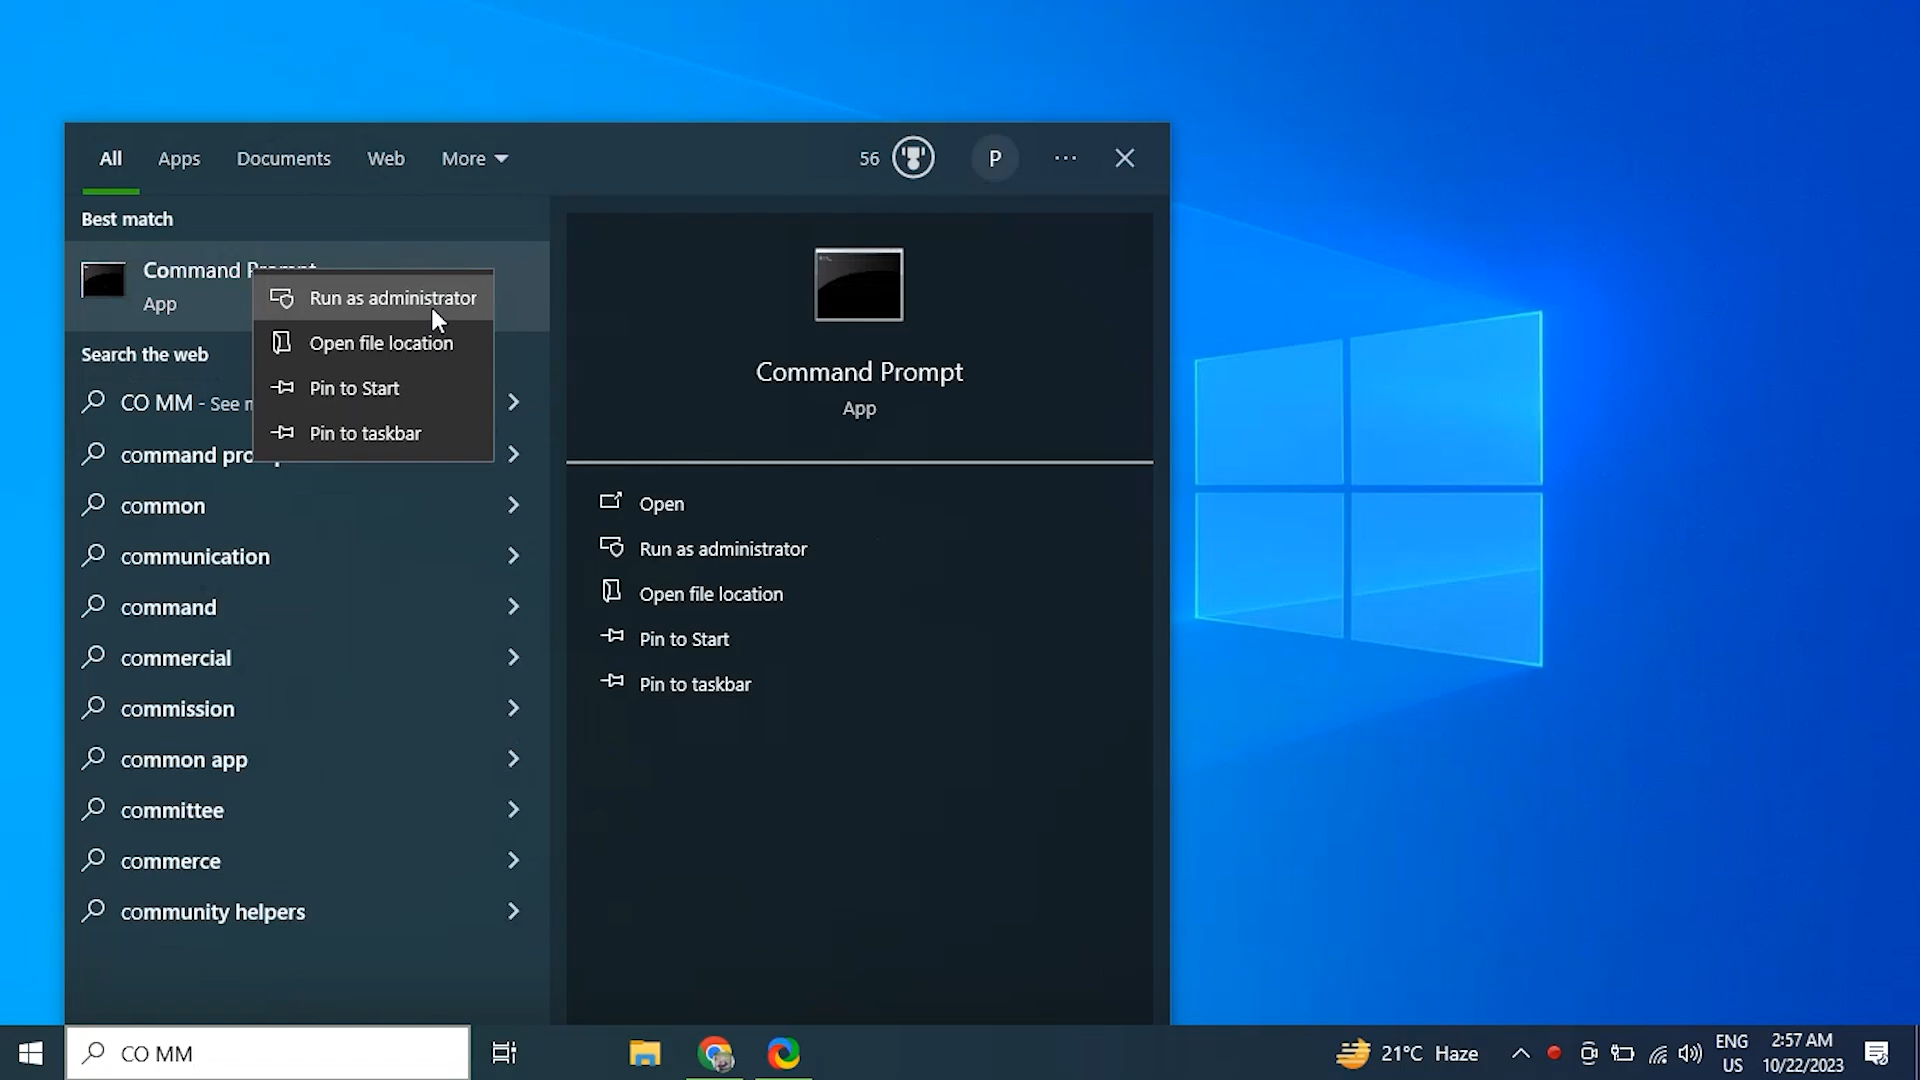 All Apps Documents Web More 56 P
Best match
Command
App
Run as administrator
Open file location
Pin to Start
Pin to taskbar
Search the web
CO MM - See
command
common
communication
command
commercial
commission
common app
committee
commerce
community helpers
Command Prompt
App
Open
Run as administrator
Open file location
Pin to Start
Pin to taskbar
CO MM
21°C Haze
ENG
US
2:57 AM
10/22/2023